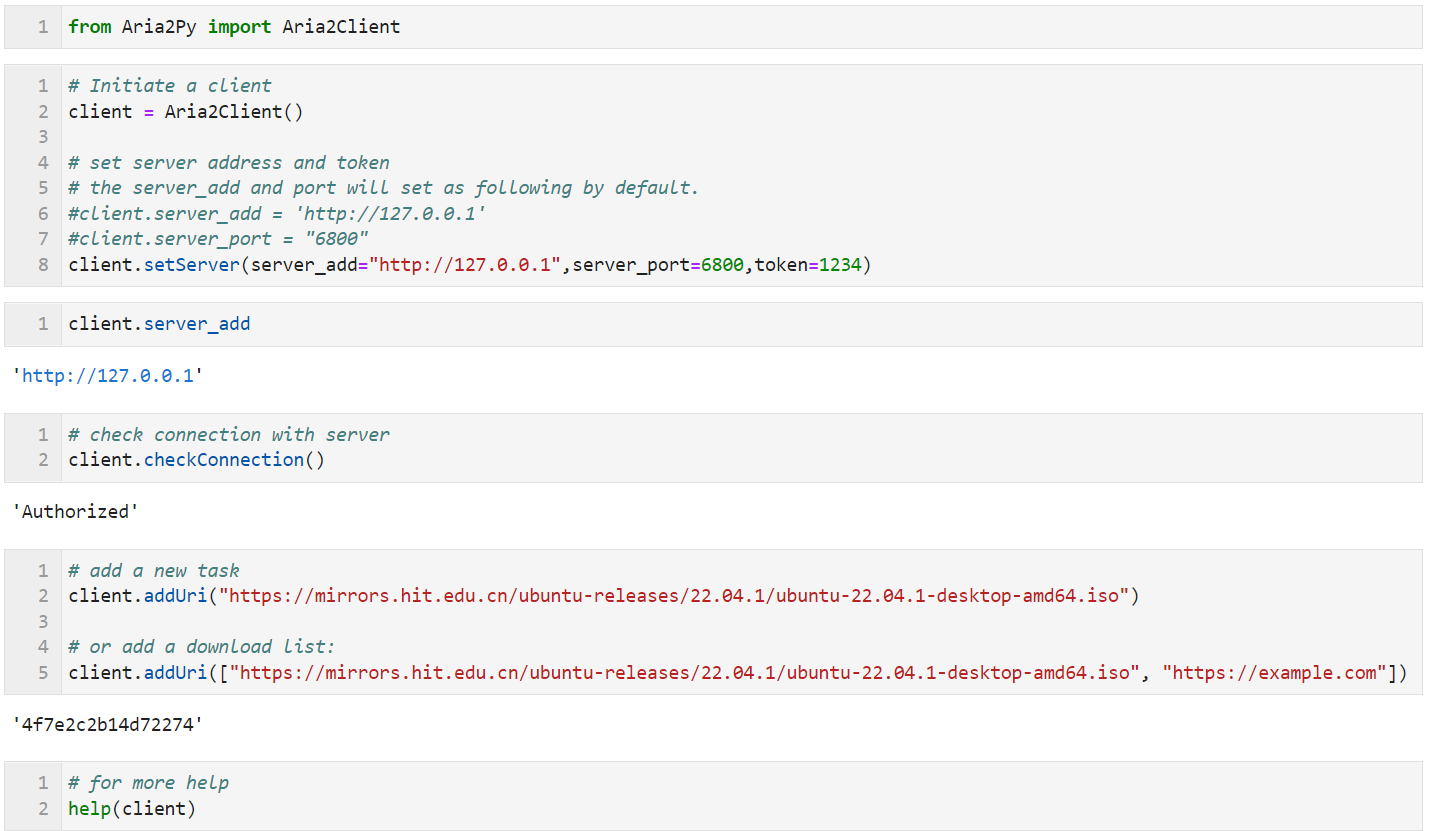 1 from Aria2Py import Aria2Client
1 # Initiate a client
2 client = Aria2Client()
3
4 # set server address and token
5 # the server_add and port will set as following by default.
6 #client.server_add = 'http://127.0.0.1'
7 #client.server_port = "6800"
8 client.setServer(server_add="http://127.0.0.1",server_port=6800,token=1234)
1 client.server_add
'http://127.0.0.1'
1 # check connection with server
2 client.checkConnection()
'Authorized'
1 # add a new task
2 client.addUri("https://mirrors.hit.edu.cn/ubuntu-releases/22.04.1/ubuntu-22.04.1-desktop-amd64.iso")
3
4 # or add a download list:
5 client.addUri(["https://mirrors.hit.edu.cn/ubuntu-releases/22.04.1/ubuntu-22.04.1-desktop-amd64.iso", "https://example.com"])
'4f7e2c2b14d72274'
1 # for more help
2 help(client)